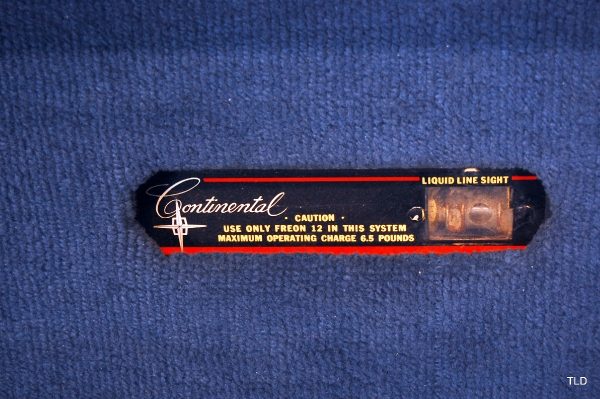 LIQUID LINE SIGHT
Continental
· CAUTION ·
USE ONLY FREON 12 IN THIS SYSTEM
MAXIMUM OPERATING CHARGE 6.5 POUNDS
TLD